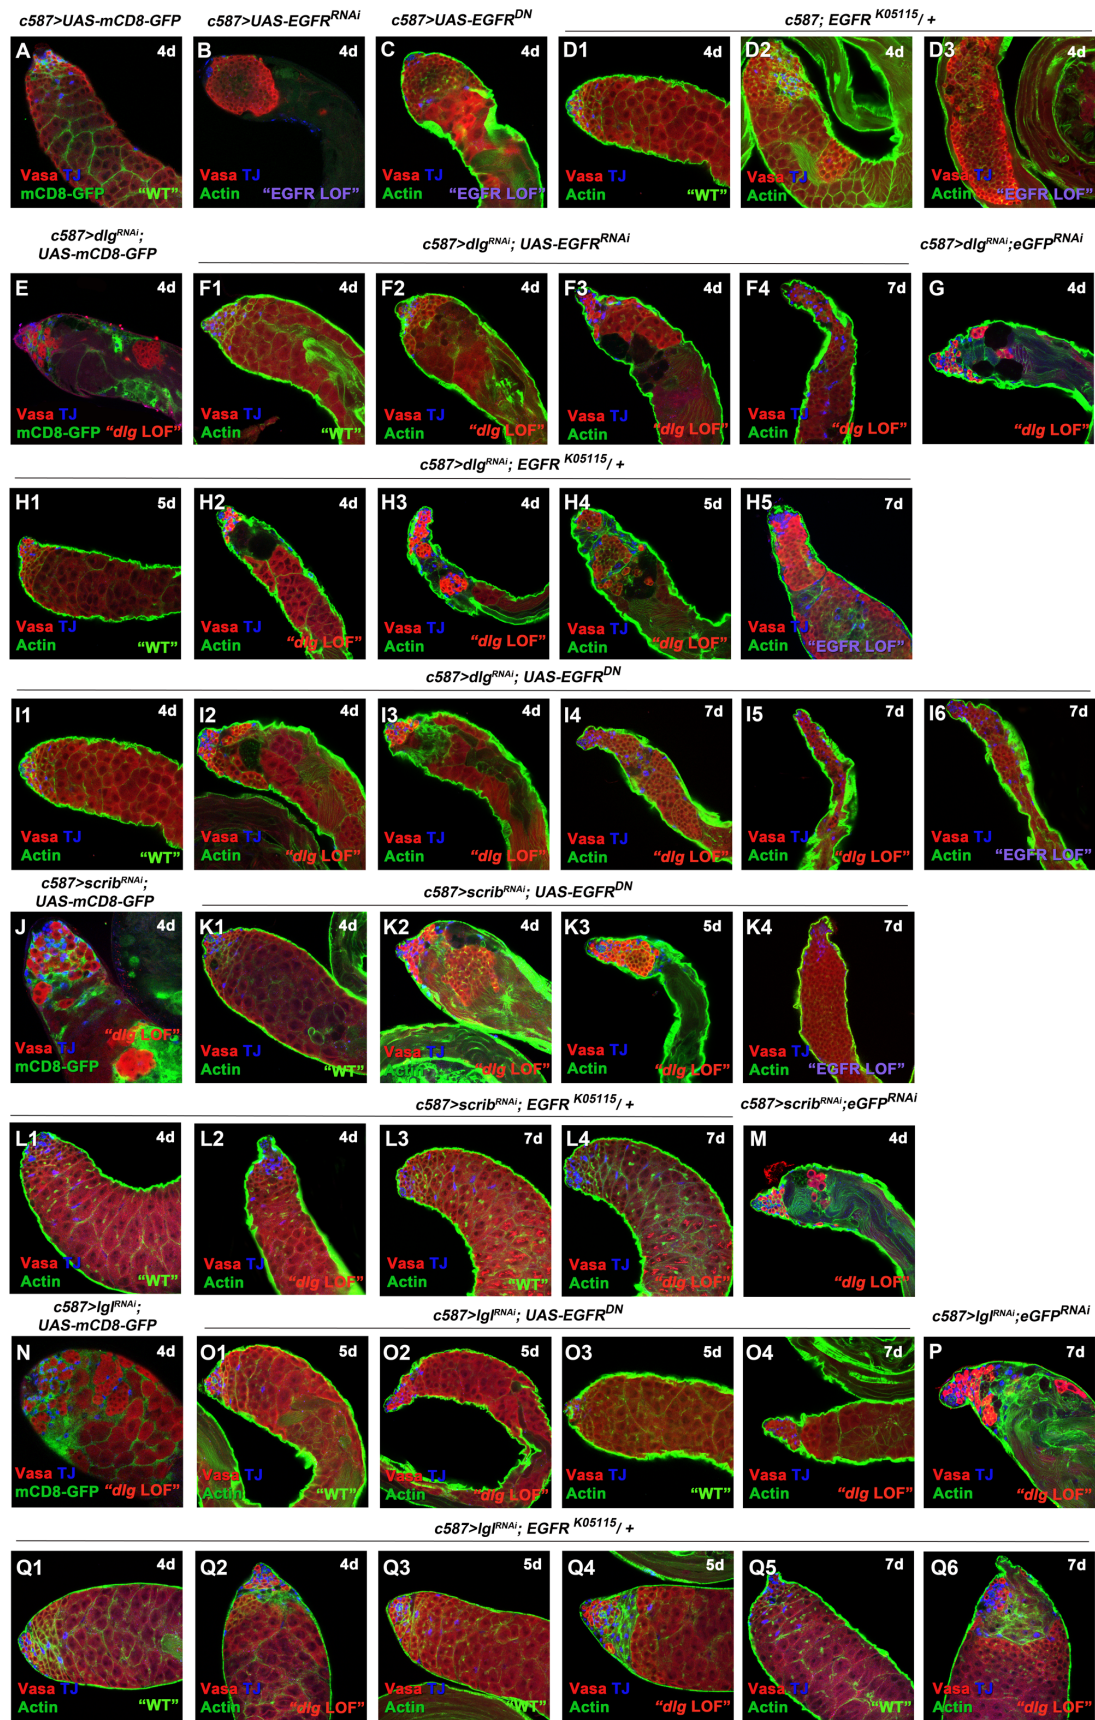 c587>UAS-mCD8-GFP c587>UAS-EGFR^RNAi c587>UAS-EGFR^DN c587; EGFR^K05115/ +
A 4d B 4d C 4d D1 4d D2 4d D3 4d
Vasa TJ Vasa TJ Vasa TJ Vasa TJ Vasa TJ Vasa TJ
mCD8-GFP "WT" Actin "EGFR LOF" Actin "EGFR LOF" Actin "WT" Actin Actin "EGFR LOF"
c587>dlg^RNAi; c587>dlg^RNAi; UAS-EGFR^RNAi c587>dlg^RNAi;eGFP^RNAi
UAS-mCD8-GFP
E 4d F1 4d F2 4d F3 4d F4 7d G 4d
Vasa TJ Vasa TJ Vasa TJ Vasa TJ Vasa TJ Vasa TJ
mCD8-GFP "dlg LOF" Actin "WT" Actin "dlg LOF" Actin "dlg LOF" Actin "dlg LOF" Actin "dlg LOF"
c587>dlg^RNAi; EGFR^K05115/ +
H1 5d H2 4d H3 4d H4 5d H5 7d
Vasa TJ Vasa TJ Vasa TJ Vasa TJ Vasa TJ
Actin "WT" Actin "dlg LOF" Actin "dlg LOF" Actin "dlg LOF" Actin "EGFR LOF"
c587>dlg^RNAi; UAS-EGFR^DN
I1 4d I2 4d I3 4d I4 7d I5 7d I6 7d
Vasa TJ Vasa TJ Vasa TJ Vasa TJ Vasa TJ Vasa TJ
Actin "WT" Actin "dlg LOF" Actin "dlg LOF" Actin "dlg LOF" Actin "dlg LOF" Actin "EGFR LOF"
c587>scrib^RNAi; c587>scrib^RNAi; UAS-EGFR^DN
UAS-mCD8-GFP
J 4d K1 4d K2 4d K3 5d K4 7d
"dlg LOF"
Vasa TJ Vasa TJ Vasa TJ Vasa TJ Vasa TJ
mCD8-GFP Actin "WT" Actin "dlg LOF" Actin "dlg LOF" Actin "EGFR LOF"
c587>scrib^RNAi; EGFR^K05115/ + c587>scrib^RNAi;eGFP^RNAi
L1 4d L2 4d L3 7d L4 7d M 4d
Vasa TJ Vasa TJ Vasa TJ Vasa TJ Vasa TJ
Actin "WT" Actin "dlg LOF" Actin "WT" Actin "dlg LOF" Actin "dlg LOF"
c587>lgl^RNAi; c587>lgl^RNAi; UAS-EGFR^DN c587>lgl^RNAi;eGFP^RNAi
UAS-mCD8-GFP
N 4d O1 5d O2 5d O3 5d O4 7d P 7d
Vasa TJ Vasa TJ Vasa TJ Vasa TJ Vasa TJ Vasa TJ
mCD8-GFP "dlg LOF" Actin "WT" Actin "dlg LOF" Actin "WT" Actin "dlg LOF" Actin "dlg LOF"
c587>lgl^RNAi; EGFR^K05115/ +
Q1 4d Q2 4d Q3 5d Q4 5d Q5 7d Q6 7d
Vasa TJ Vasa TJ Vasa TJ Vasa TJ Vasa TJ Vasa TJ
Actin "WT" Actin "dlg LOF" Actin "WT" Actin "dlg LOF" Actin "WT" Actin "dlg LOF"